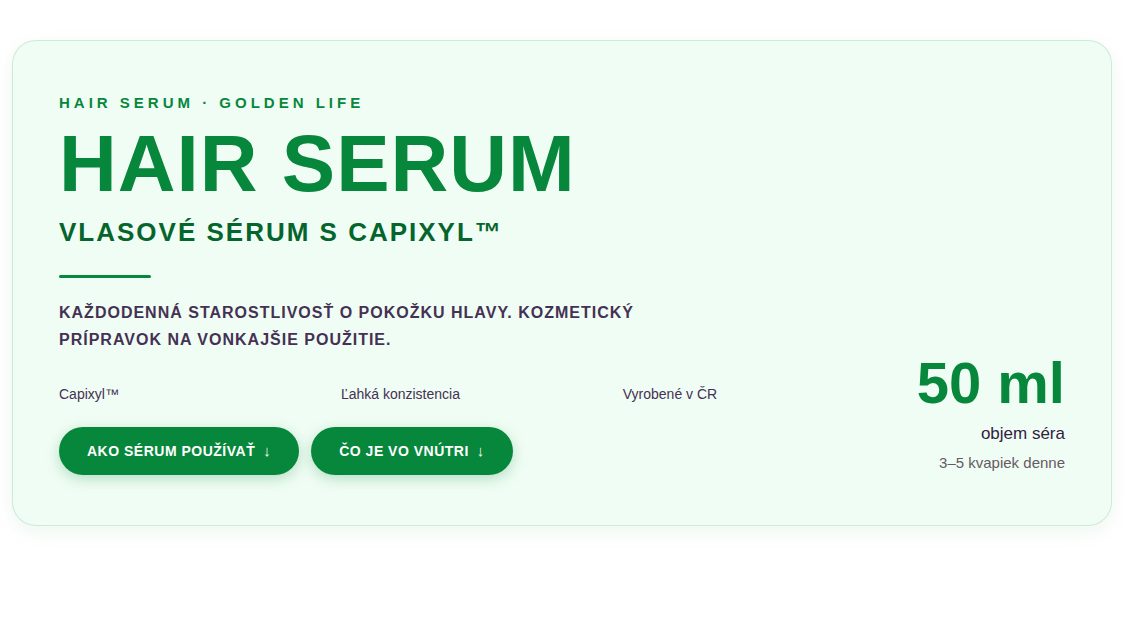 HAIR SERUM · GOLDEN LIFE
HAIR SERUM
VLASOVÉ SÉRUM S CAPIXYL™
KAŽDODENNÁ STAROSTLIVOSŤ O POKOŽKU HLAVY. KOZMETICKÝ
PRÍPRAVOK NA VONKAJŠIE POUŽITIE.
Capixyl™
Ľahká konzistencia
Vyrobené v ČR
AKO SÉRUM POUŽÍVAŤ ↓
ČO JE VO VNÚTRI ↓
50 ml
objem séra
3–5 kvapiek denne